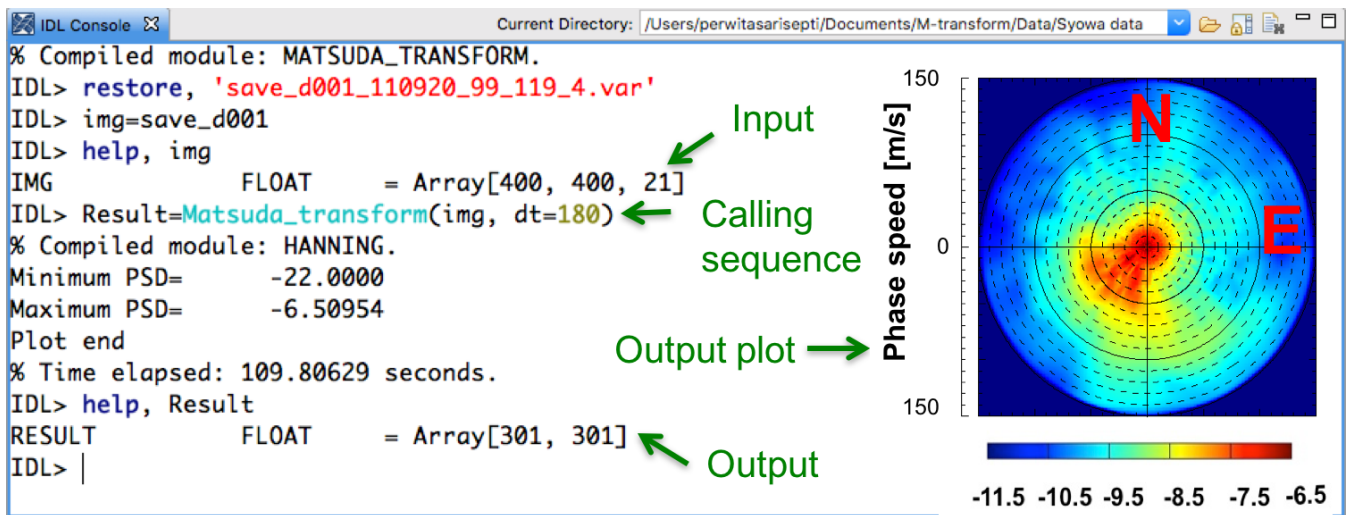 IDL Console
Current Directory: /Users/perwitasarisepti/Documents/M-transform/Data/Syowa data
% Compiled module: MATSUDA_TRANSFORM.
IDL> restore, 'save_d001_110920_99_119_4.var'
IDL> img=save_d001
IDL> help, img
IMG FLOAT = Array[400, 400, 21]
IDL> Result=Matsuda_transform(img, dt=180)
% Compiled module: HANNING.
Minimum PSD= -22.0000
Maximum PSD= -6.50954
Plot end
% Time elapsed: 109.80629 seconds.
IDL> help, Result
RESULT FLOAT = Array[301, 301]
IDL>
Input
Calling
sequence
Output plot
Output
Phase speed [m/s]
150
0
150
N
E
-11.5 -10.5 -9.5 -8.5 -7.5 -6.5